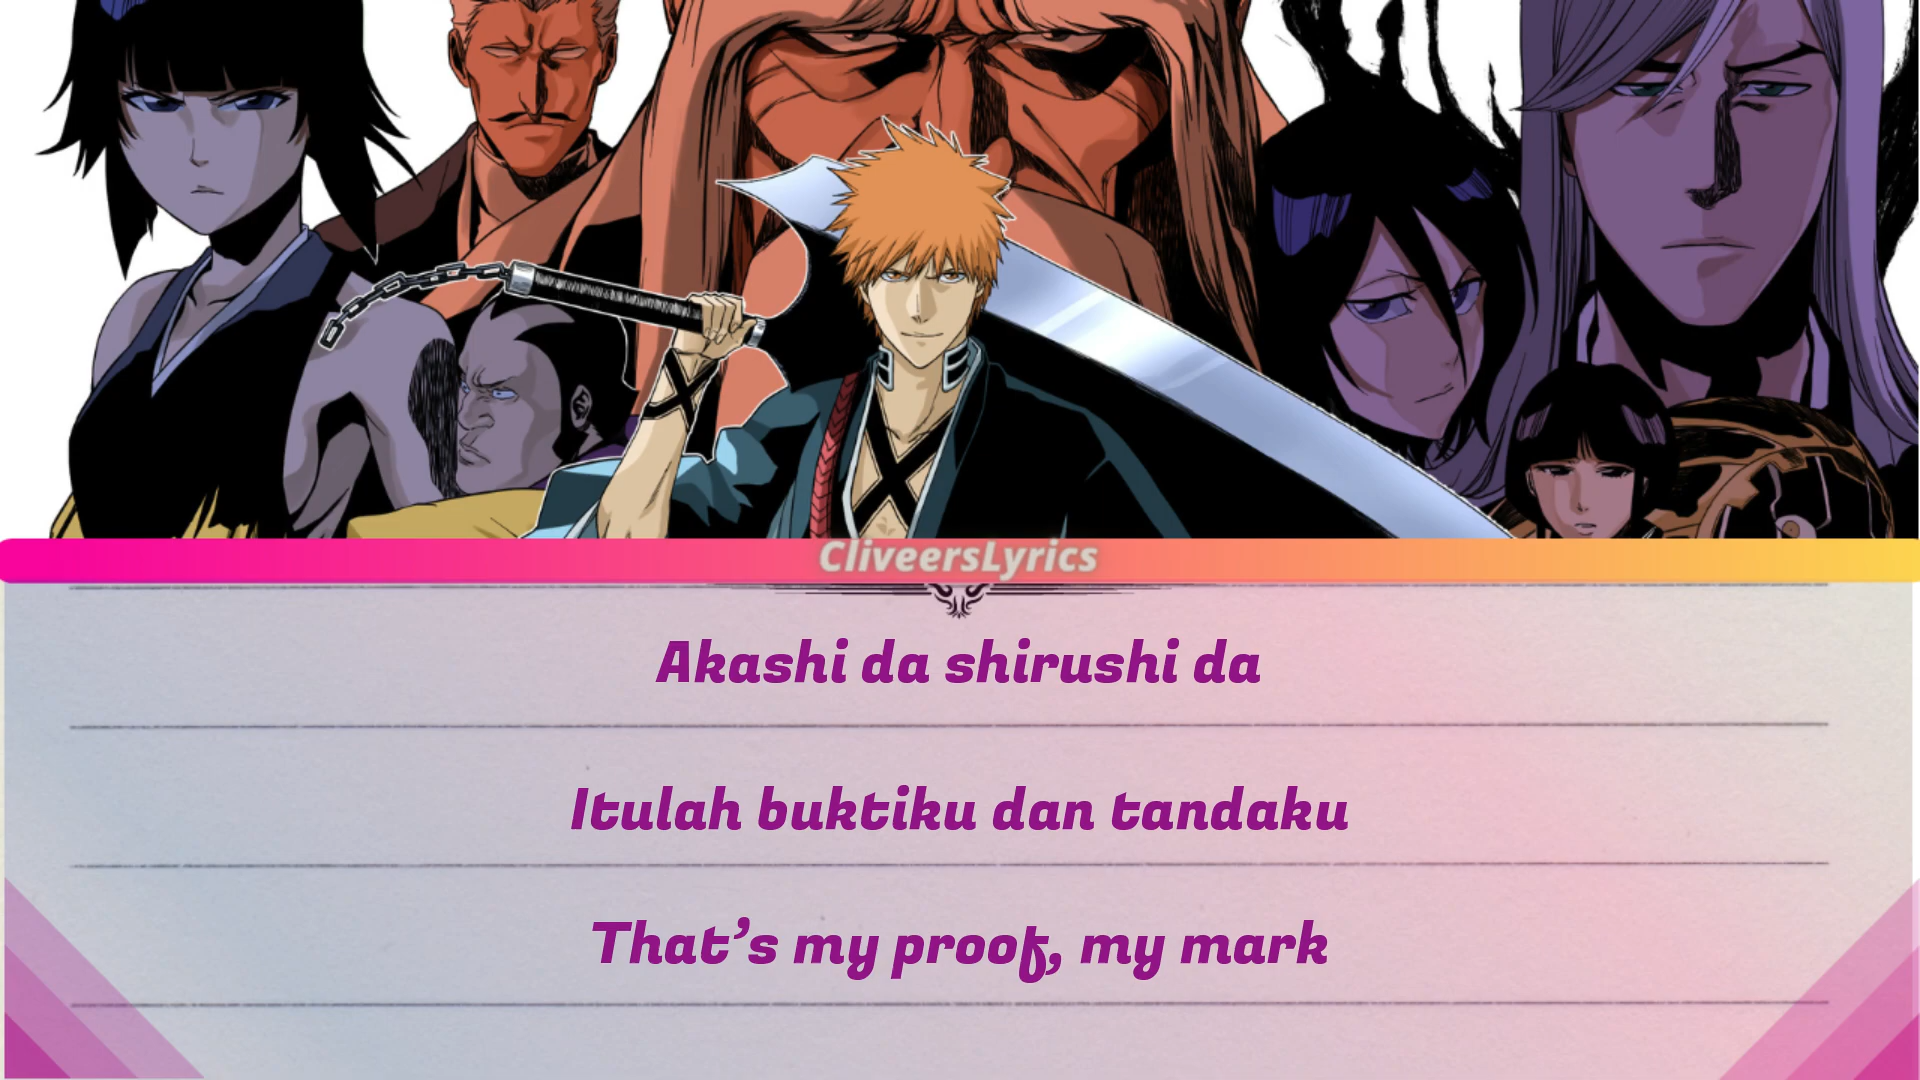 CliveersLyrics
Akashi da shirushi da
Itulah buktiku dan tandaku
That’s my proof, my mark